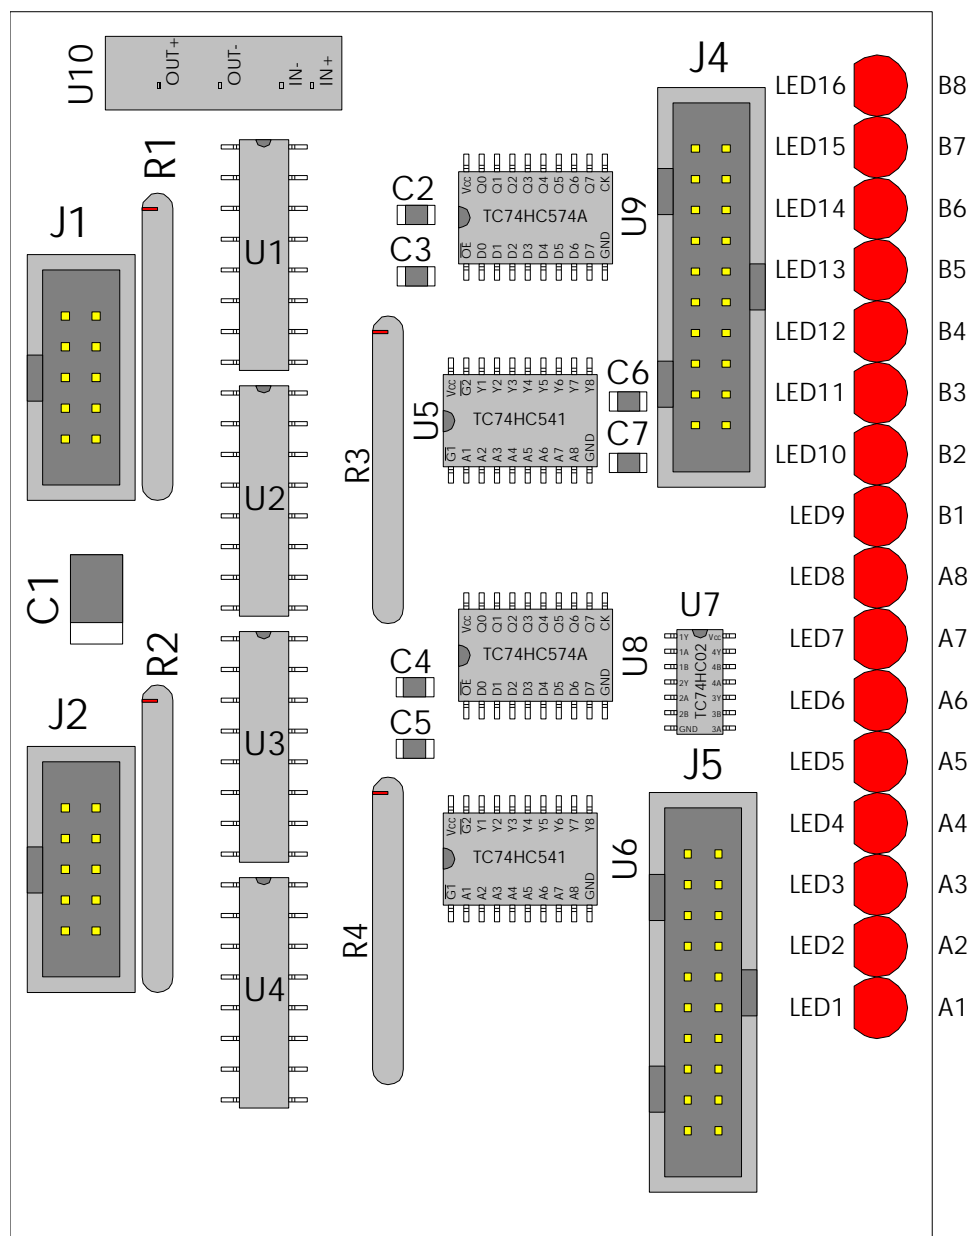 U10
OUT+
OUT-
IN-
IN+
J4
LED16
B8
LED15
B7
LED14
B6
LED13
B5
LED12
B4
LED11
B3
LED10
B2
LED9
B1
LED8
A8
LED7
A7
LED6
A6
LED5
A5
LED4
A4
LED3
A3
LED2
A2
LED1
A1
R1
J1
U1
C2
C3
Vcc Q0 Q1 Q2 Q3 Q4 Q5 Q6 Q7 CK
TC74HC574A
OE D0 D1 D2 D3 D4 D5 D6 D7 GND
U9
U2
R3
U5
Vcc G2 Y1 Y2 Y3 Y4 Y5 Y6 Y7 Y8
TC74HC541
G1 A1 A2 A3 A4 A5 A6 A7 A8 GND
C6
C7
C1
R2
J2
U3
C4
C5
Vcc Q0 Q1 Q2 Q3 Q4 Q5 Q6 Q7 CK
TC74HC574A
OE D0 D1 D2 D3 D4 D5 D6 D7 GND
U8
U7
1Y Vcc
1A 4Y
1B 4B
2Y 4A
2A 3Y
2B 3B
GND 3A
TC74HC02
J5
U4
R4
Vcc G2 Y1 Y2 Y3 Y4 Y5 Y6 Y7 Y8
TC74HC541
G1 A1 A2 A3 A4 A5 A6 A7 A8 GND
U6